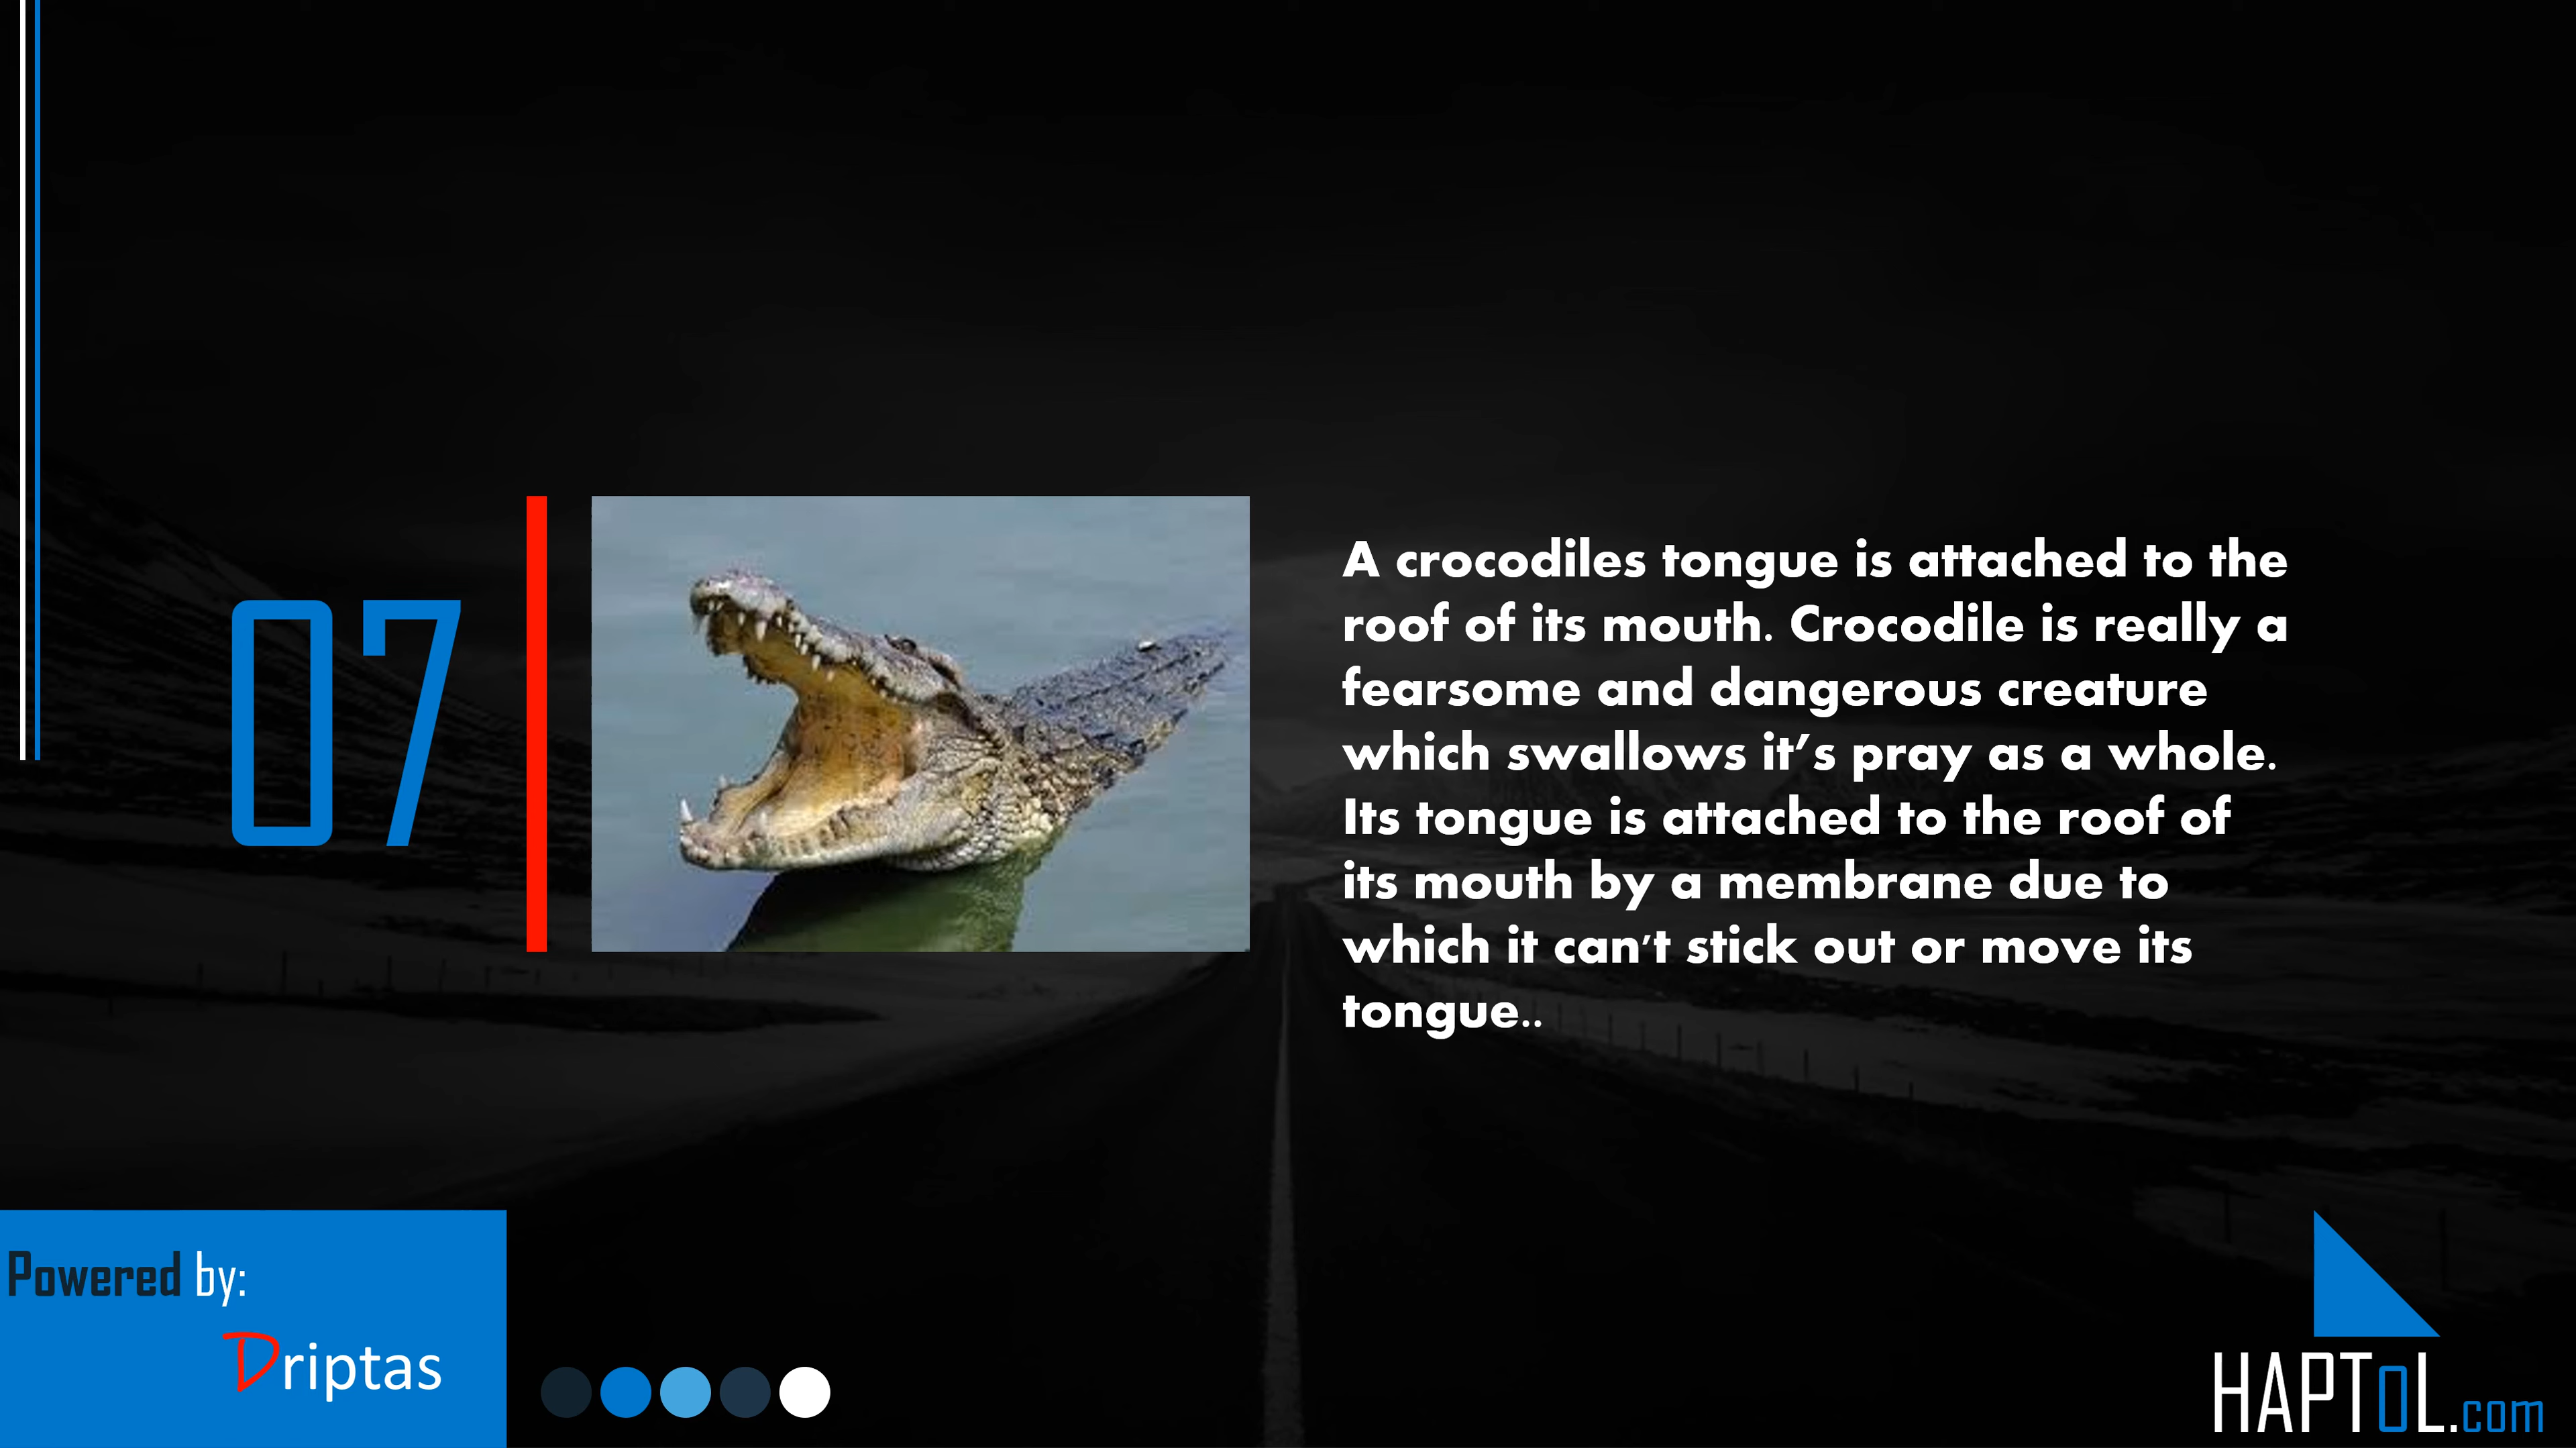 07
A crocodiles tongue is attached to the
roof of its mouth. Crocodile is really a
fearsome and dangerous creature
which swallows it’s pray as a whole.
Its tongue is attached to the roof of
its mouth by a membrane due to
which it can't stick out or move its
tongue..
Powered by:
Driptas
HAPToL.com